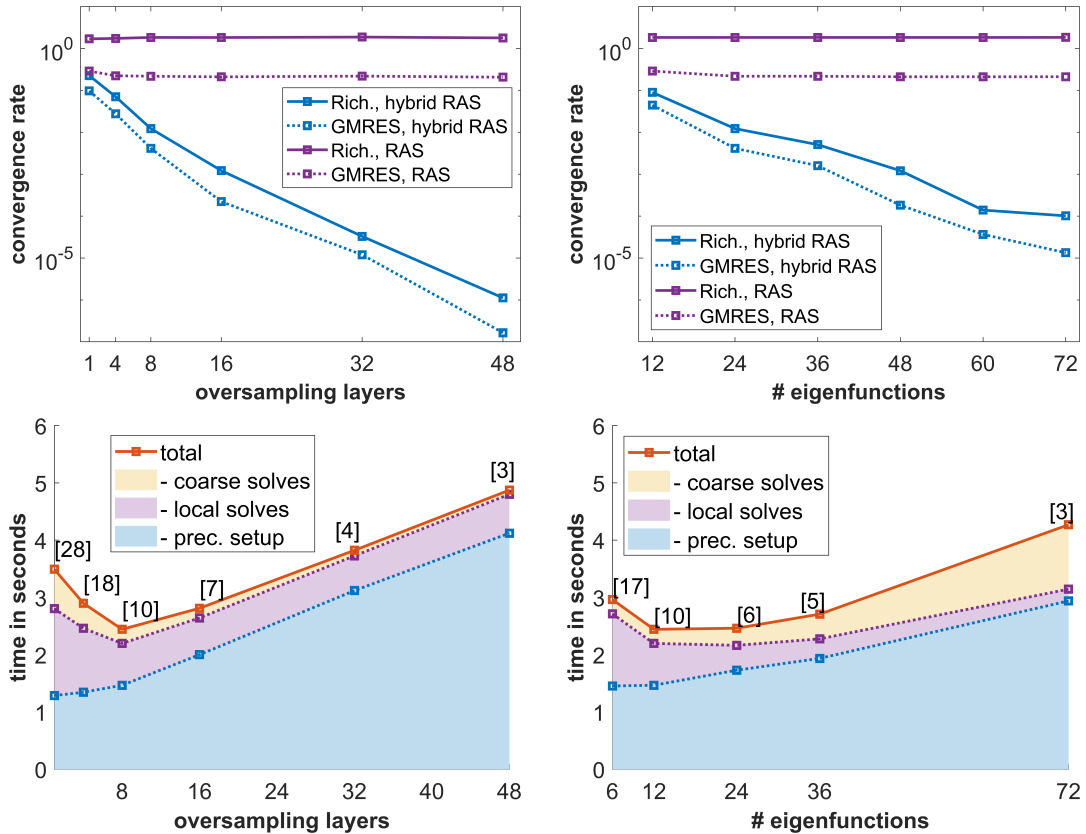 convergence rate
10^0
10^-5
Rich., hybrid RAS
GMRES, hybrid RAS
Rich., RAS
GMRES, RAS
1 4 8 16 32 48
oversampling layers
convergence rate
10^0
10^-5
Rich., hybrid RAS
GMRES, hybrid RAS
Rich., RAS
GMRES, RAS
12 24 36 48 60 72
# eigenfunctions
time in seconds
6
5
4
3
2
1
0
total
- coarse solves
- local solves
- prec. setup
[28]
[18]
[10]
[7]
[4]
[3]
8 16 24 32 40 48
oversampling layers
time in seconds
6
5
4
3
2
1
0
total
- coarse solves
- local solves
- prec. setup
[17]
[10]
[6]
[5]
[3]
6 12 24 36 72
# eigenfunctions